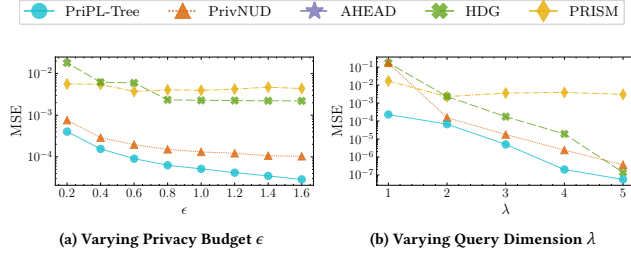 PriPL-Tree PrivNUD AHEAD HDG PRISM
MSE
10⁻²
10⁻³
10⁻⁴
0.2 0.4 0.6 0.8 1.0 1.2 1.4 1.6
ϵ
(a) Varying Privacy Budget ϵ
MSE
10⁻¹
10⁻²
10⁻³
10⁻⁴
10⁻⁵
10⁻⁶
10⁻⁷
1 2 3 4 5
λ
(b) Varying Query Dimension λ